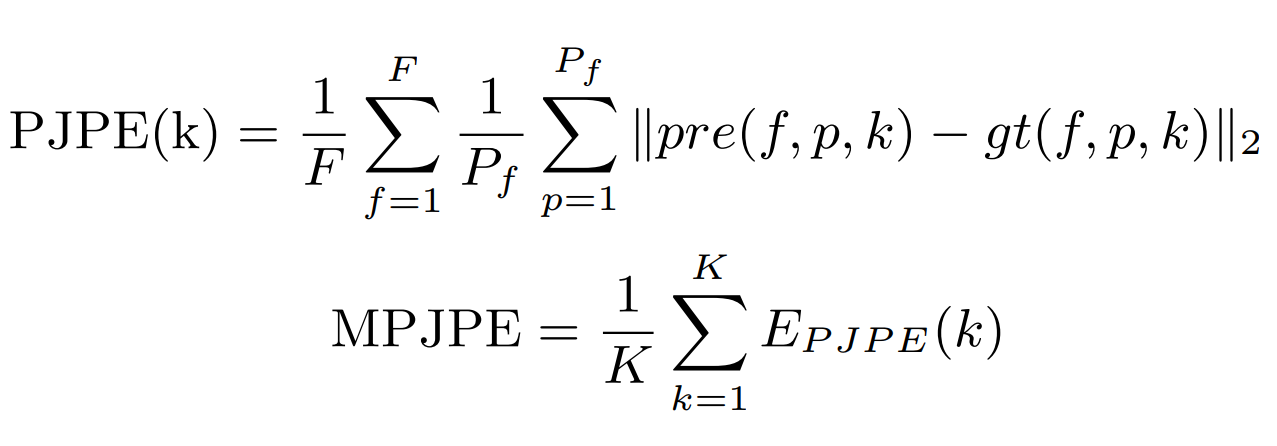 PJPE(k) = \frac{1}{F} \sum_{f=1}^{F} \frac{1}{P_f} \sum_{p=1}^{P_f} \|pre(f, p, k) - gt(f, p, k)\|_2
MPJPE = \frac{1}{K} \sum_{k=1}^{K} E_{PJPE}(k)